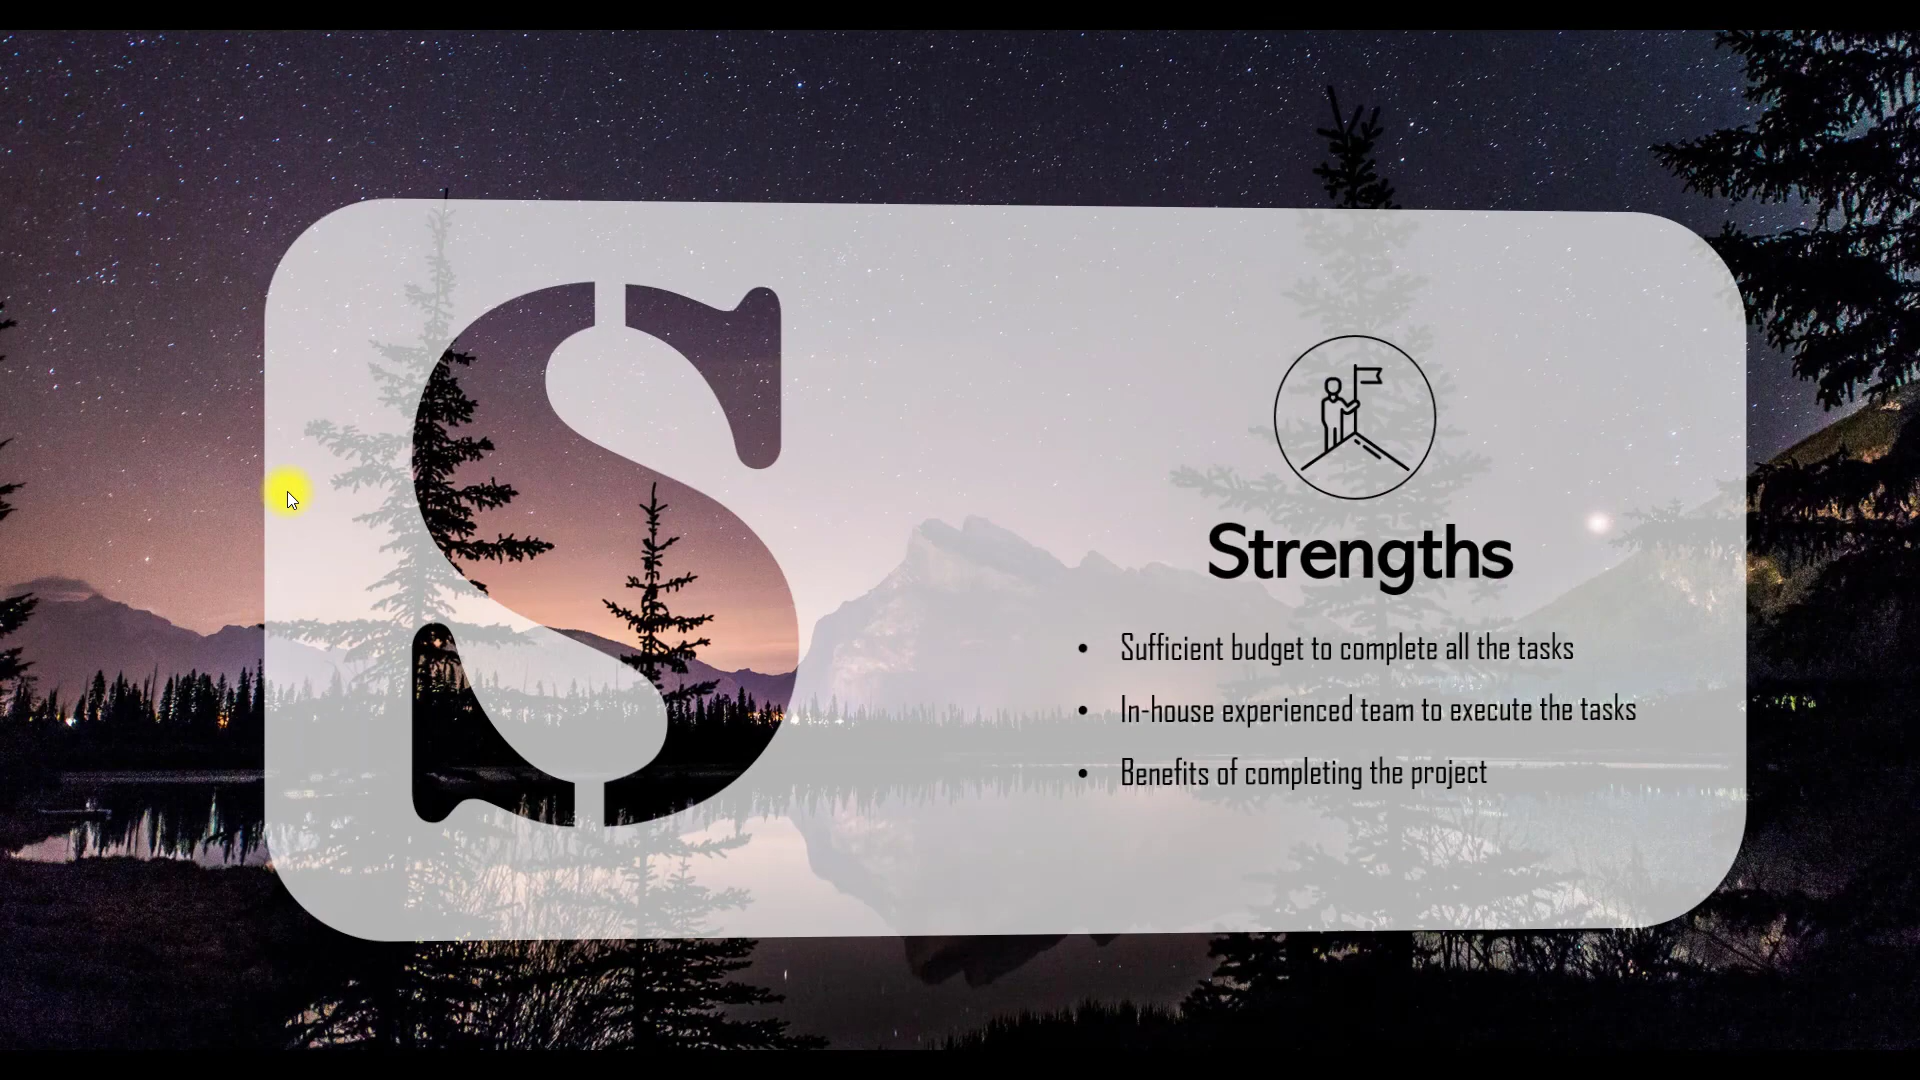 S
Strengths
• Sufficient budget to complete all the tasks
• In-house experienced team to execute the tasks
• Benefits of completing the project